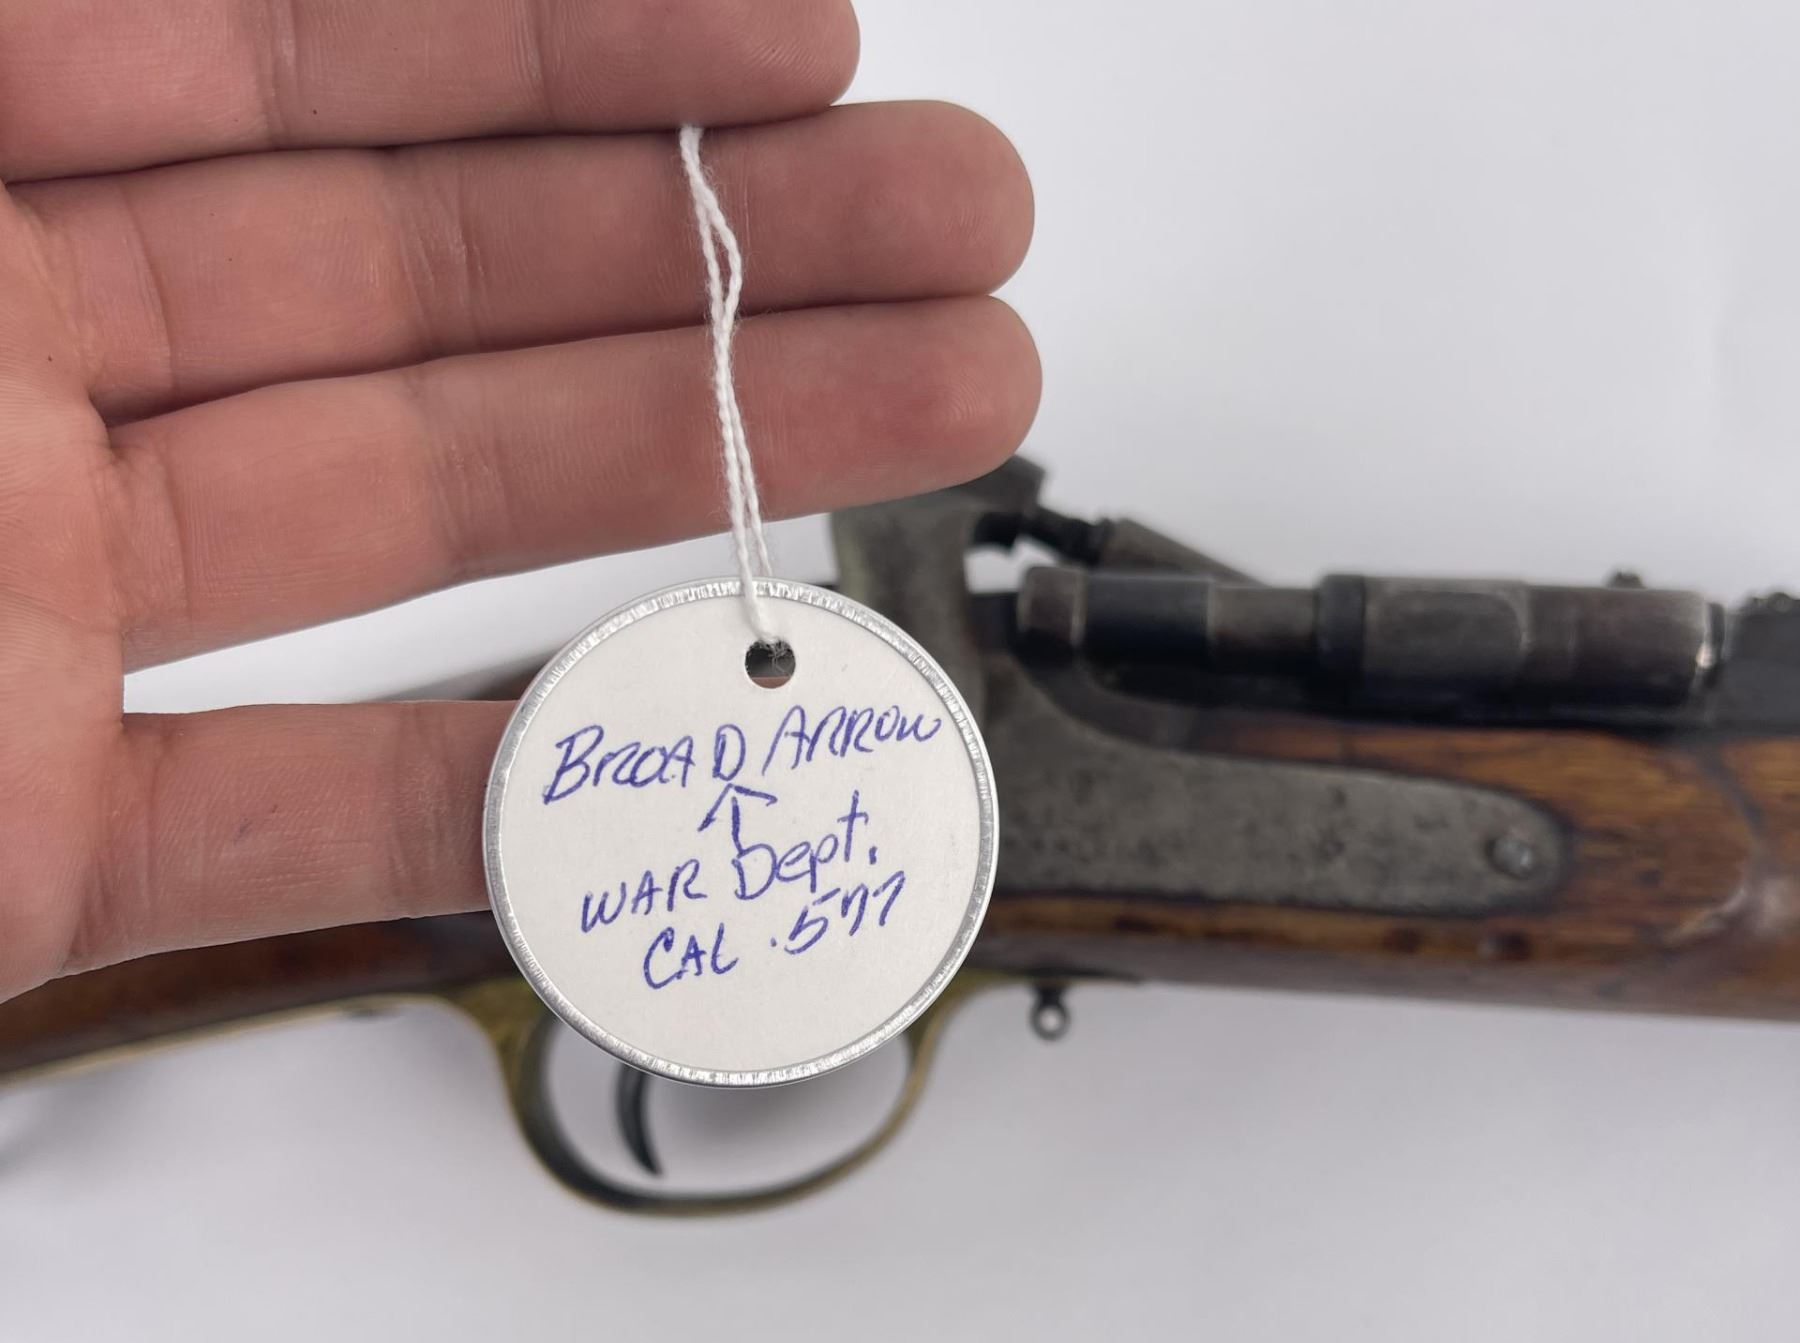 BROAD ARROW
↑
WAR Dept.
CAL .577